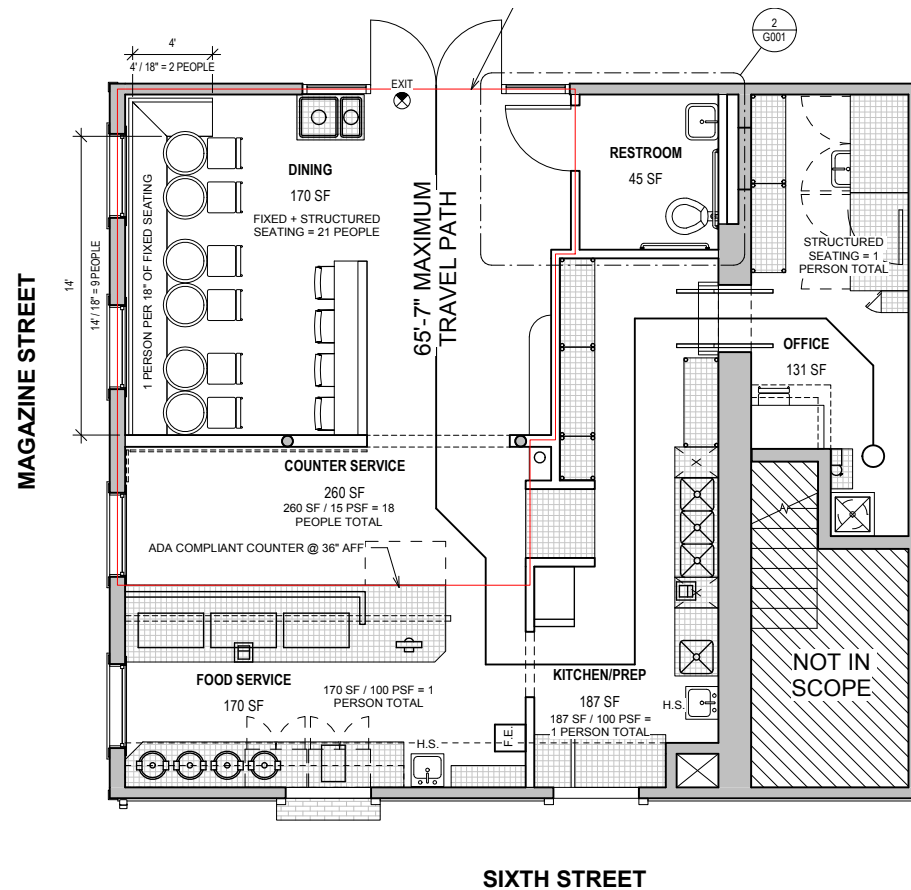 2
G001
4'
4' / 18" = 2 PEOPLE
EXIT
DINING
170 SF
FIXED + STRUCTURED
SEATING = 21 PEOPLE
RESTROOM
45 SF
STRUCTURED
SEATING = 1
PERSON TOTAL
MAGAZINE STREET
14'
14' / 18" = 9 PEOPLE
1 PERSON PER 18" OF FIXED SEATING
65'-7" MAXIMUM
TRAVEL PATH
OFFICE
131 SF
COUNTER SERVICE
260 SF
260 SF / 15 PSF = 18
PEOPLE TOTAL
ADA COMPLIANT COUNTER @ 36" AFF
FOOD SERVICE
170 SF
170 SF / 100 PSF = 1
PERSON TOTAL
KITCHEN/PREP
187 SF
187 SF / 100 PSF =
1 PERSON TOTAL
H.S.
NOT IN
SCOPE
F.E.
H.S.
SIXTH STREET